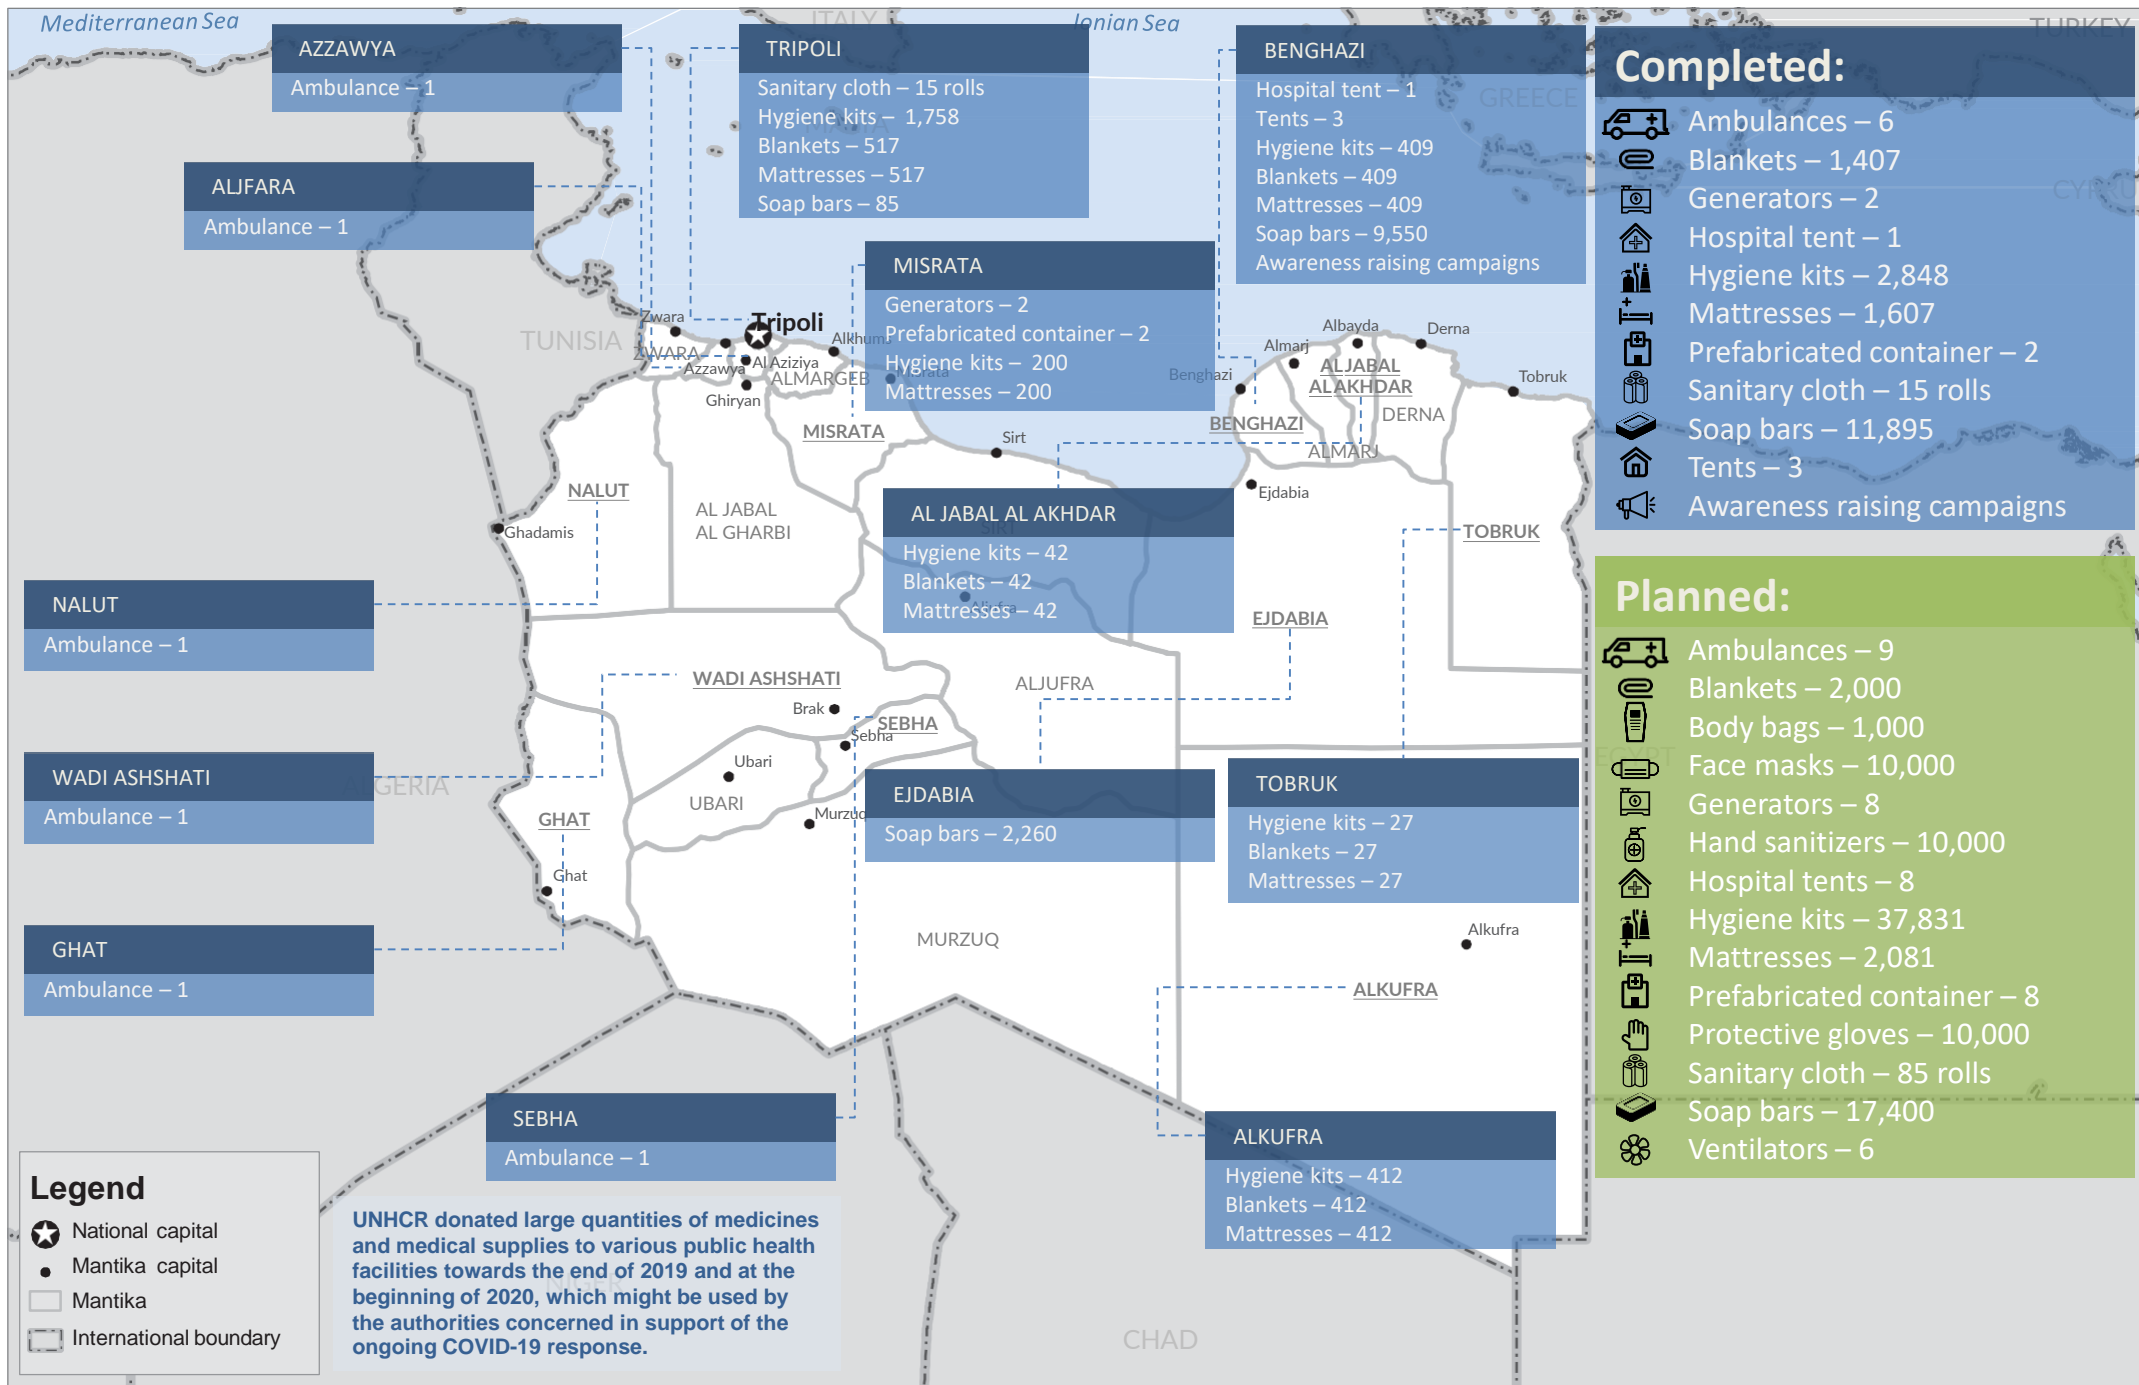 Mediterranean Sea
ITALY
Ionian Sea
TURKEY
GREECE
MALTA
TUNISIA
ALGERIA
EGYPT
NIGER
CHAD
AZZAWYA
Ambulance – 1
ALJFARA
Ambulance – 1
TRIPOLI
Sanitary cloth – 15 rolls
Hygiene kits – 1,758
Blankets – 517
Mattresses – 517
Soap bars – 85
BENGHAZI
Hospital tent – 1
Tents – 3
Hygiene kits – 409
Blankets – 409
Mattresses – 409
Soap bars – 9,550
Awareness raising campaigns
MISRATA
Generators – 2
Prefabricated container – 2
Hygiene kits – 200
Mattresses – 200
AL JABAL AL AKHDAR
Hygiene kits – 42
Blankets – 42
Mattresses – 42
NALUT
Ambulance – 1
WADI ASHSHATI
Ambulance – 1
GHAT
Ambulance – 1
SEBHA
Ambulance – 1
EJDABIA
Soap bars – 2,260
TOBRUK
Hygiene kits – 27
Blankets – 27
Mattresses – 27
ALKUFRA
Hygiene kits – 412
Blankets – 412
Mattresses – 412
Zwara
Tripoli
ZWARA
Azzawya
Al Aziziya
Alkhums
ALMARGEB
Misrata
Ghiryan
MISRATA
Sirt
SIRT
NALUT
Ghadamis
AL JABAL
AL GHARBI
Benghazi
BENGHAZI
Almarj
Albayda
Derna
AL JABAL
AL AKHDAR
DERNA
ALMARJ
Tobruk
Ejdabia
TOBRUK
EJDABIA
WADI ASHSHATI
Brak
SEBHA
Sebha
ALJUFRA
Ubari
UBARI
Murzuq
GHAT
Ghat
MURZUQ
Alkufra
ALKUFRA
Completed:
Ambulances – 6
Blankets – 1,407
Generators – 2
Hospital tent – 1
Hygiene kits – 2,848
Mattresses – 1,607
Prefabricated container – 2
Sanitary cloth – 15 rolls
Soap bars – 11,895
Tents – 3
Awareness raising campaigns
Planned:
Ambulances – 9
Blankets – 2,000
Body bags – 1,000
Face masks – 10,000
Generators – 8
Hand sanitizers – 10,000
Hospital tents – 8
Hygiene kits – 37,831
Mattresses – 2,081
Prefabricated container – 8
Protective gloves – 10,000
Sanitary cloth – 85 rolls
Soap bars – 17,400
Ventilators – 6
Legend
National capital
Mantika capital
Mantika
International boundary
UNHCR donated large quantities of medicines
and medical supplies to various public health
facilities towards the end of 2019 and at the
beginning of 2020, which might be used by
the authorities concerned in support of the
ongoing COVID-19 response.